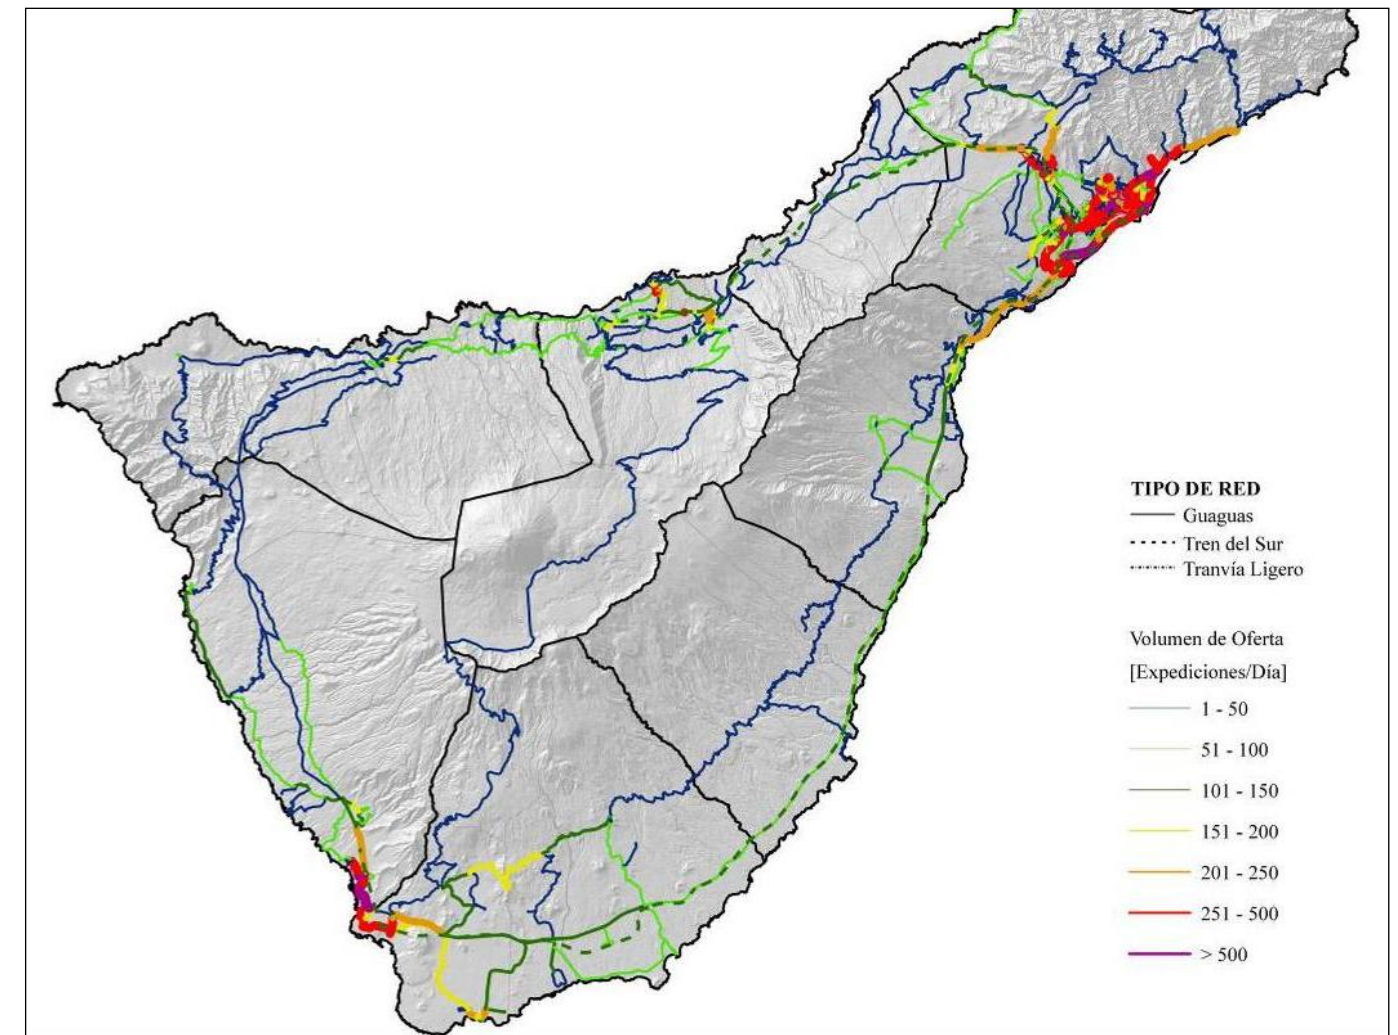 TIPO DE RED
Guaguas
Tren del Sur
Tranvía Ligero
Volumen de Oferta
[Expediciones/Día]
1 - 50
51 - 100
101 - 150
151 - 200
201 - 250
251 - 500
> 500